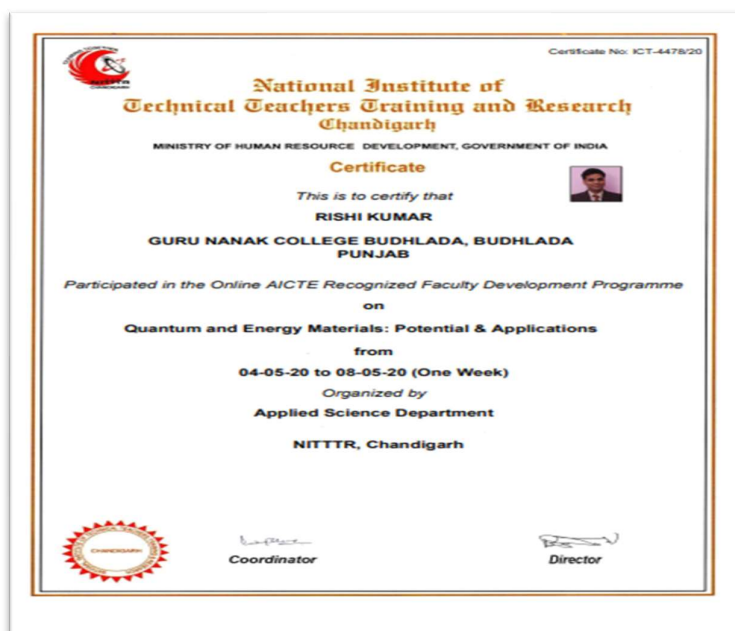 Certificate No: ICT-4478/20
NITTTR
CHANDIGARH
National Institute of
Technical Teachers Training and Research
Chandigarh
MINISTRY OF HUMAN RESOURCE DEVELOPMENT, GOVERNMENT OF INDIA
Certificate
This is to certify that
RISHI KUMAR
GURU NANAK COLLEGE BUDHLADA, BUDHLADA
PUNJAB
Participated in the Online AICTE Recognized Faculty Development Programme
on
Quantum and Energy Materials: Potential & Applications
from
04-05-20 to 08-05-20 (One Week)
Organized by
Applied Science Department
NITTTR, Chandigarh
CHANDIGARH
Coordinator
Director